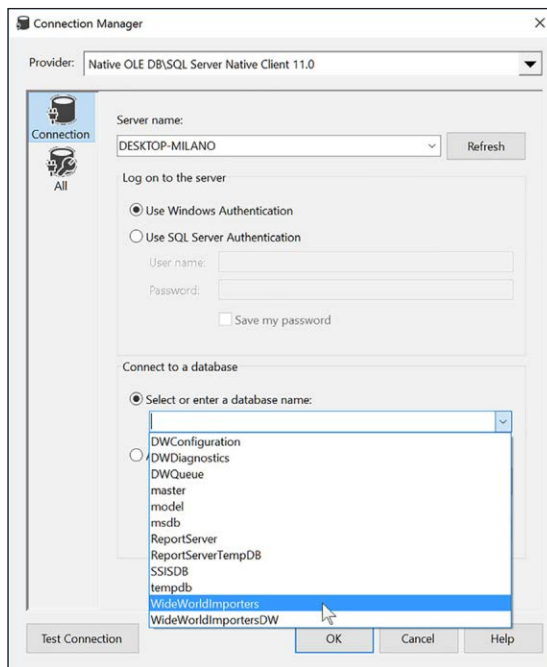 Connection Manager
Provider: Native OLE DB\SQL Server Native Client 11.0
Connection
All
Server name:
DESKTOP-MILANO Refresh
Log on to the server
Use Windows Authentication
Use SQL Server Authentication
User name:
Password:
Save my password
Connect to a database
Select or enter a database name:
DWConfiguration
DWDiagnostics
DWQueue
master
model
msdb
ReportServer
ReportServerTempDB
SSISDB
tempdb
WideWorldImporters
WideWorldImportersDW
Test Connection OK Cancel Help